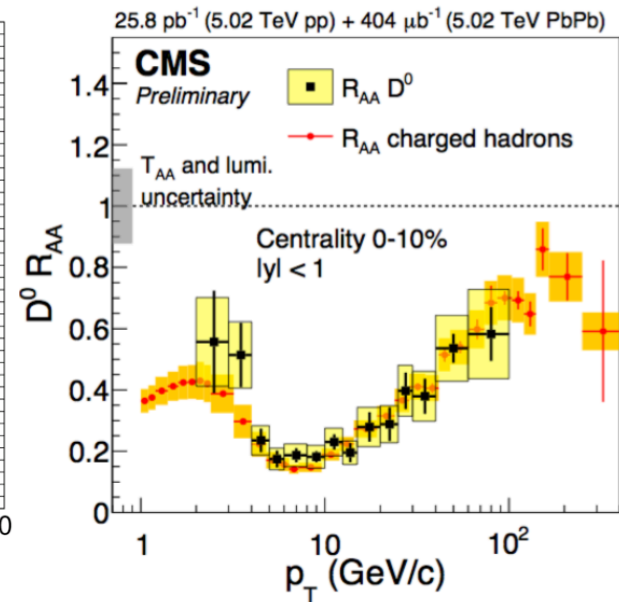 25.8 pb⁻¹ (5.02 TeV pp) + 404 μb⁻¹ (5.02 TeV PbPb)
CMS
Preliminary
R_AA D⁰
R_AA charged hadrons
T_AA and lumi.
uncertainty
Centrality 0-10%
|y| < 1
D⁰ R_AA
1.4
1.2
1
0.8
0.6
0.4
0.2
0
0
1
10
10²
p_T (GeV/c)